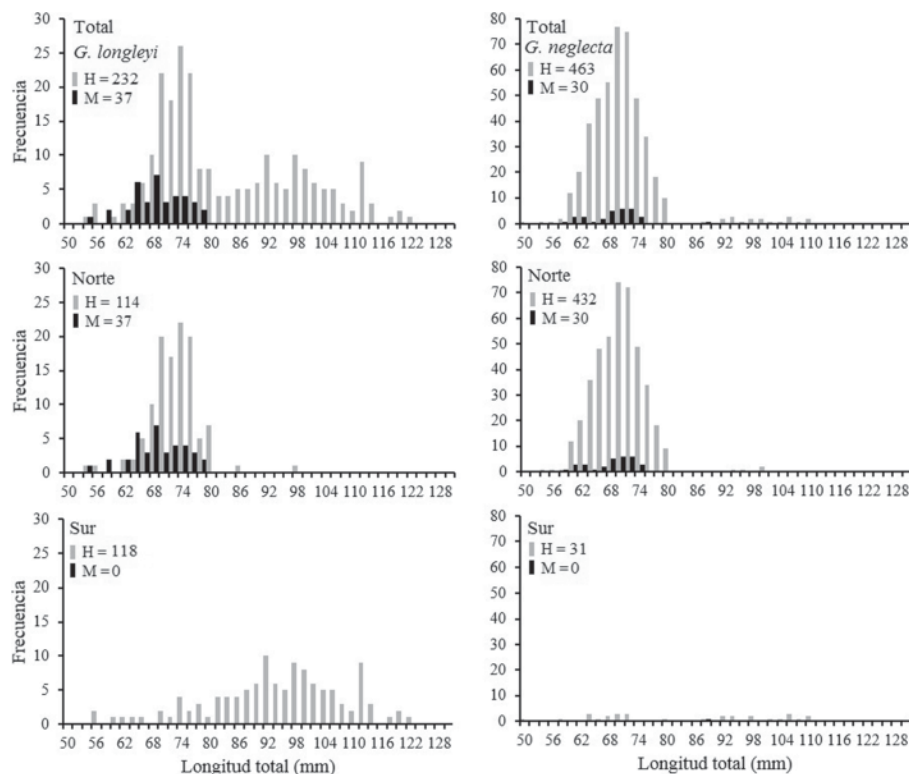 Total
G. longleyi
H = 232
M = 37
Frecuencia
30
25
20
15
10
5
0
50 56 62 68 74 80 86 92 98 104 110 116 122 128
Total
G. neglecta
H = 463
M = 30
80
70
60
50
40
30
20
10
0
50 56 62 68 74 80 86 92 98 104 110 116 122 128
Norte
H = 114
M = 37
Frecuencia
30
25
20
15
10
5
0
50 56 62 68 74 80 86 92 98 104 110 116 122 128
Norte
H = 432
M = 30
80
70
60
50
40
30
20
10
0
50 56 62 68 74 80 86 92 98 104 110 116 122 128
Sur
H = 118
M = 0
Frecuencia
30
25
20
15
10
5
0
50 56 62 68 74 80 86 92 98 104 110 116 122 128
Longitud total (mm)
Sur
H = 31
M = 0
80
70
60
50
40
30
20
10
0
50 56 62 68 74 80 86 92 98 104 110 116 122 128
Longitud total (mm)